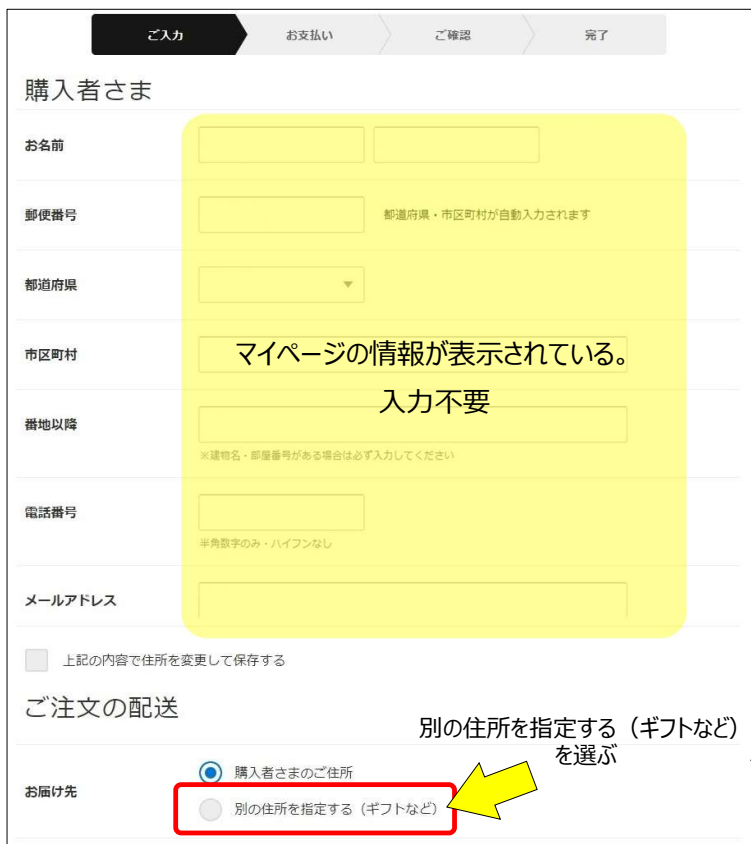 ご入力 お支払い ご確認 完了
購入者さま
お名前
郵便番号 都道府県・市区町村が自動入力されます
都道府県
市区町村 マイページの情報が表示されている。
入力不要
番地以降
※建物名・部屋番号がある場合は必ず入力してください
電話番号
半角数字のみ・ハイフンなし
メールアドレス
上記の内容で住所を変更して保存する
ご注文の配送
別の住所を指定する（ギフトなど）
を選ぶ
お届け先 購入者さまのご住所
別の住所を指定する（ギフトなど）